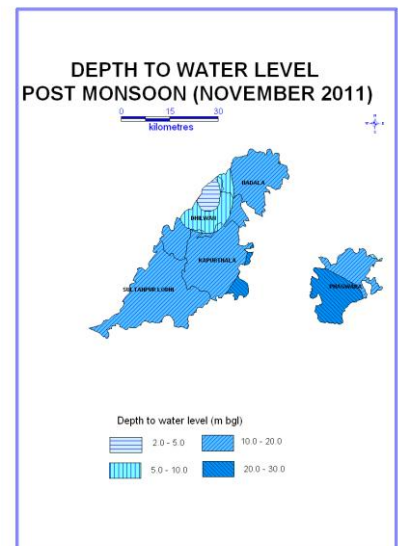 DEPTH TO WATER LEVEL
POST MONSOON (NOVEMBER 2011)
0 15 30
kilometres
NADALA
DHILWAN
KAPURTHALA
SULTANPUR LODHI
PHAGWARA
Depth to water level (m bgl)
2.0 - 5.0 10.0 - 20.0
5.0 - 10.0 20.0 - 30.0